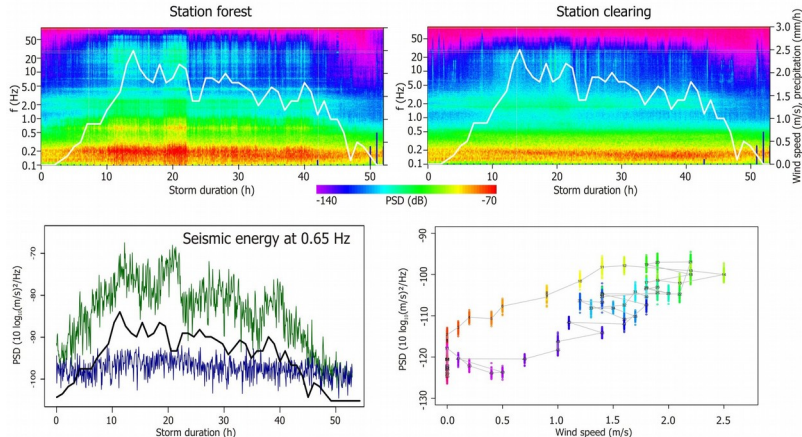 Station forest
Station clearing
50
20
10
5.0
2.0
1.0
0.5
0.2
0.1
f (Hz)
0 10 20 30 40 50
Storm duration (h)
50
20
10
5.0
2.0
1.0
0.5
0.2
0.1
f (Hz)
0 10 20 30 40 50
Storm duration (h)
3.0
2.5
2.0
1.5
1.0
0.5
0.0
Wind speed (m/s), precipitation (mm/h)
-140 PSD (dB) -70
Seismic energy at 0.65 Hz
-70
-80
-90
-100
PSD (10 log₁₀(m/s)²/Hz)
0 10 20 30 40 50
Storm duration (h)
-90
-100
-110
-120
-130
PSD (10 log₁₀(m/s)²/Hz)
0.0 0.5 1.0 1.5 2.0 2.5
Wind speed (m/s)